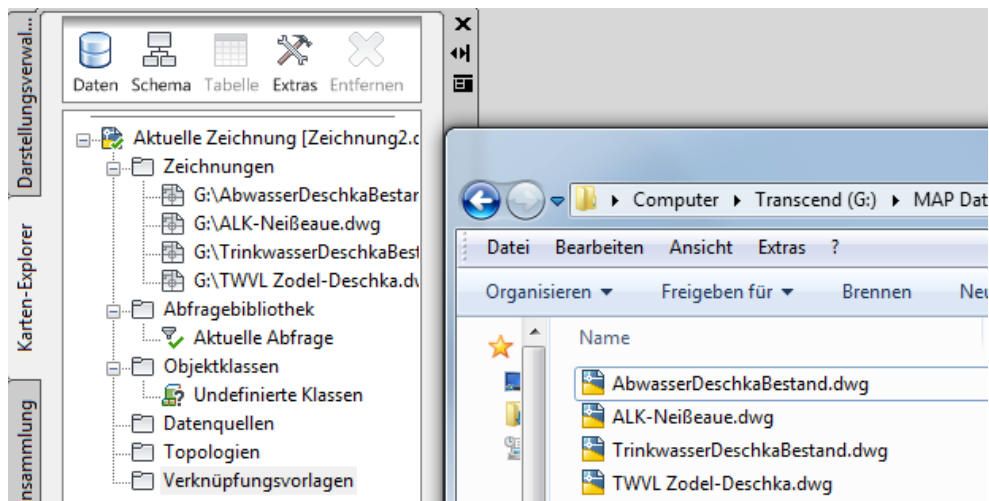 Darstellungsverwal...
Karten-Explorer
nsammlung
Daten Schema Tabelle Extras Entfernen
Aktuelle Zeichnung [Zeichnung2.d
Zeichnungen
G:\AbwasserDeschkaBestar
G:\ALK-Neißeaue.dwg
G:\TrinkwasserDeschkaBest
G:\TWVL Zodel-Deschka.dw
Abfragebibliothek
Aktuelle Abfrage
Objektklassen
Undefinierte Klassen
Datenquellen
Topologien
Verknüpfungsvorlagen
Computer Transcend (G:) MAP Dat
Datei Bearbeiten Ansicht Extras ?
Organisieren Freigeben für Brennen Neu
Name
AbwasserDeschkaBestand.dwg
ALK-Neißeaue.dwg
TrinkwasserDeschkaBestand.dwg
TWVL Zodel-Deschka.dwg